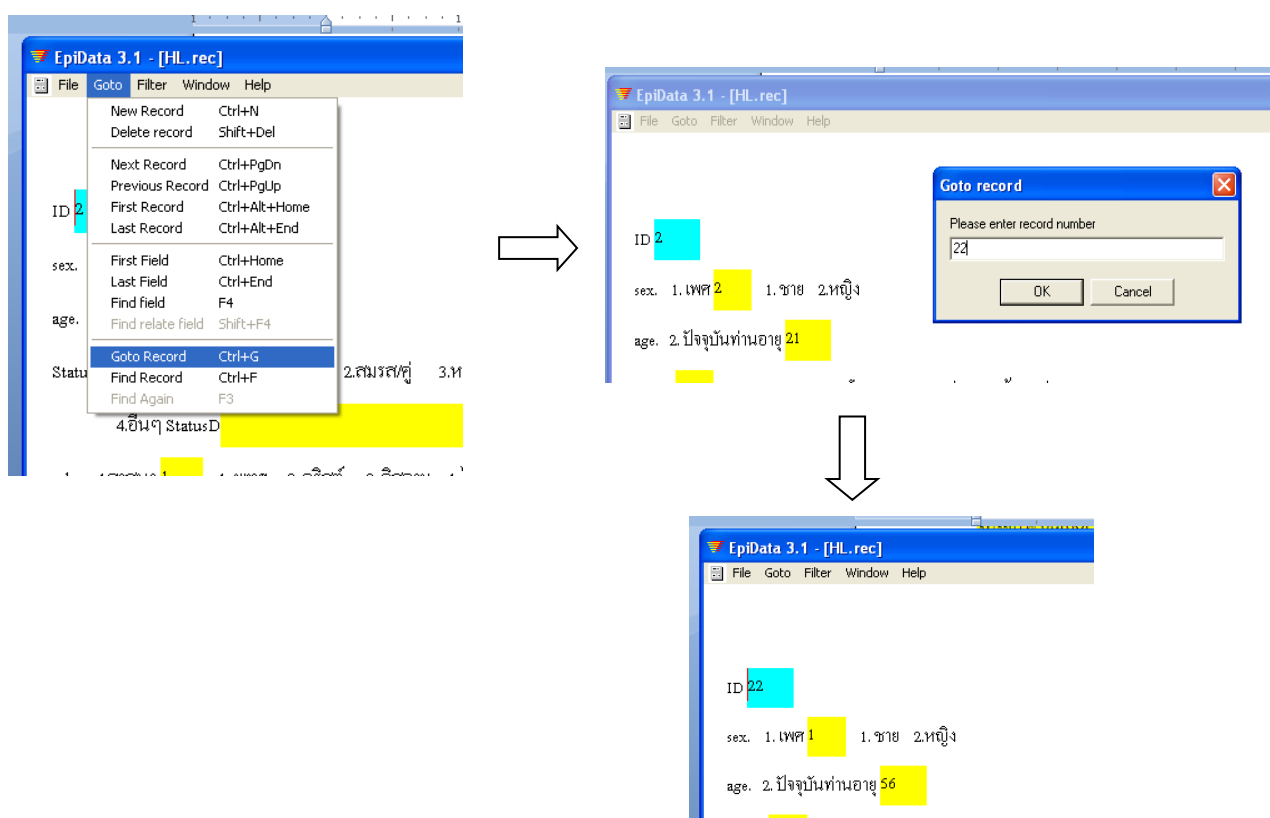 1 1
EpiData 3.1 - [HL.rec]
File Goto Filter Window Help
New Record Ctrl+N
Delete record Shift+Del
Next Record Ctrl+PgDn
Previous Record Ctrl+PgUp
First Record Ctrl+Alt+Home
Last Record Ctrl+Alt+End
First Field Ctrl+Home
Last Field Ctrl+End
Find field F4
Find relate field Shift+F4
Goto Record Ctrl+G
Find Record Ctrl+F
Find Again F3
ID 2
sex.
age.
Statu 2.สมรส/คู่ 3.ห
4.อื่นๆ StatusD
EpiData 3.1 - [HL.rec]
File Goto Filter Window Help
ID 2
sex. 1. เพศ 2 1. ชาย 2.หญิง
age. 2. ปัจจุบันท่านอายุ 21
Goto record
Please enter record number
22
OK Cancel
EpiData 3.1 - [HL.rec]
File Goto Filter Window Help
ID 22
sex. 1. เพศ 1 1. ชาย 2.หญิง
age. 2. ปัจจุบันท่านอายุ 56